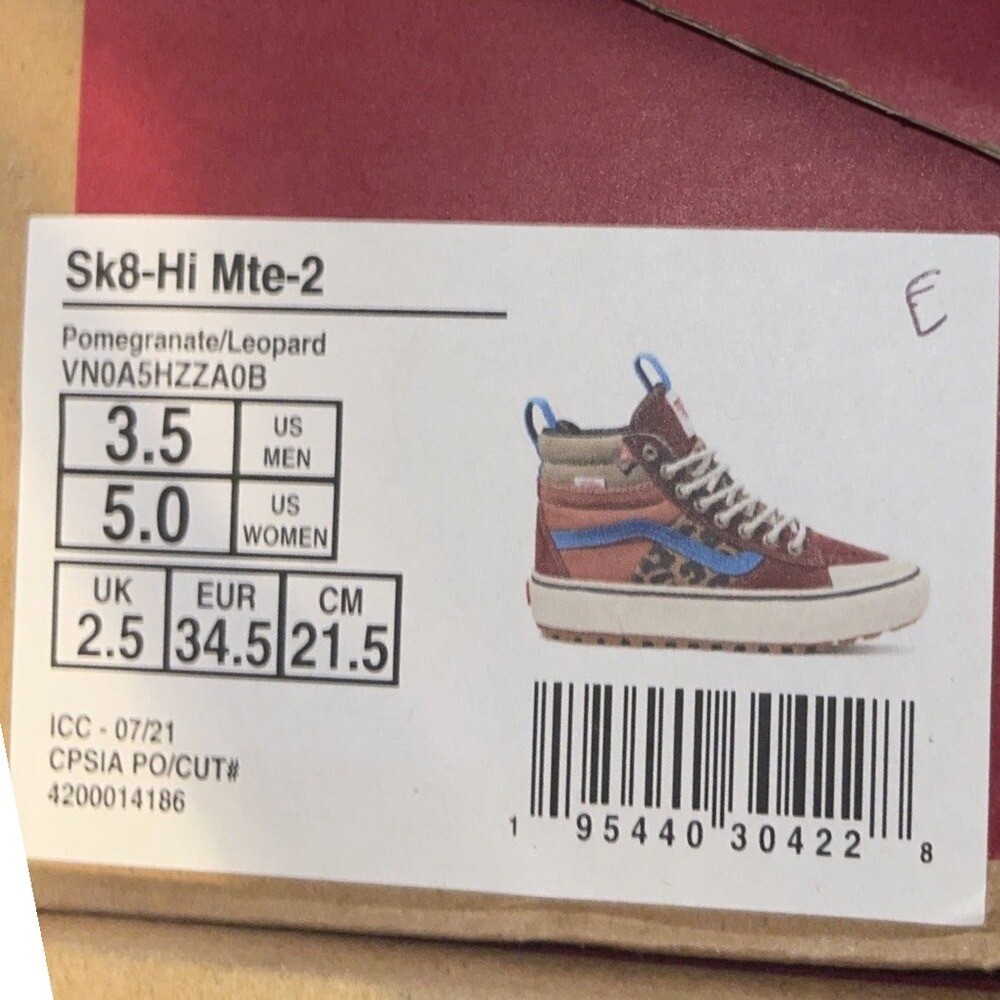 Sk8-Hi Mte-2
E
Pomegranate/Leopard
VN0A5HZZA0B
3.5 US MEN
5.0 US WOMEN
UK EUR CM
2.5 34.5 21.5
ICC - 07/21
CPSIA PO/CUT#
4200014186
1 95440 30422 8